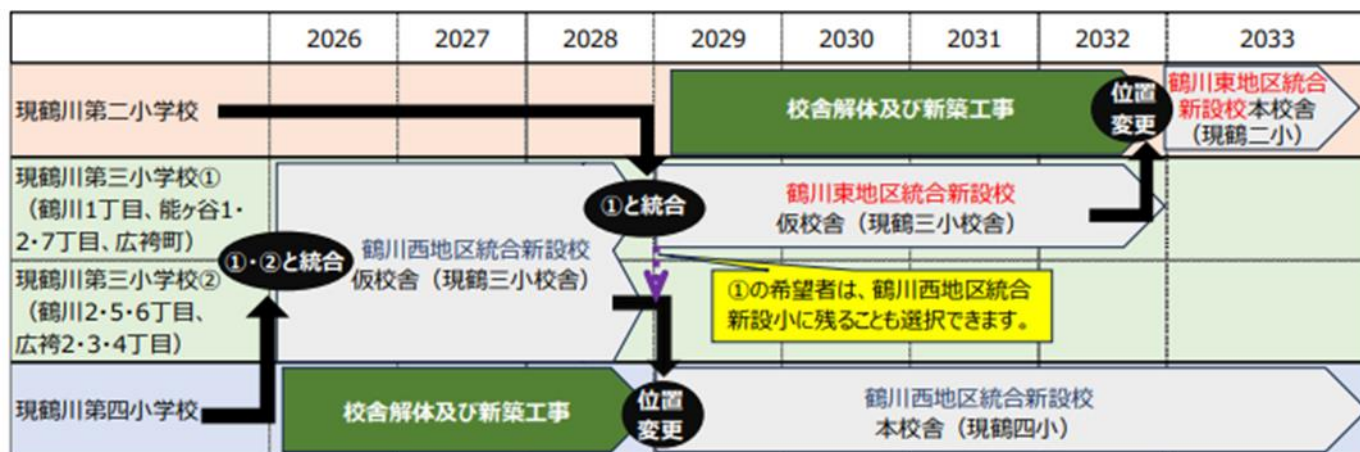 2026 2027 2028 2029 2030 2031 2032 2033
現鶴川第二小学校
校舎解体及び新築工事
位置
変更
鶴川東地区統合
新設校本校舎
（現鶴二小）
現鶴川第三小学校①
（鶴川1丁目、能ヶ谷1・
2・7丁目、広袴町）
①と統合
鶴川東地区統合新設校
仮校舎（現鶴三小校舎）
①・②と統合
鶴川西地区統合新設校
仮校舎（現鶴三小校舎）
現鶴川第三小学校②
（鶴川2・5・6丁目、
広袴2・3・4丁目）
①の希望者は、鶴川西地区統合
新設小に残ることも選択できます。
現鶴川第四小学校
校舎解体及び新築工事
位置
変更
鶴川西地区統合新設校
本校舎（現鶴四小）